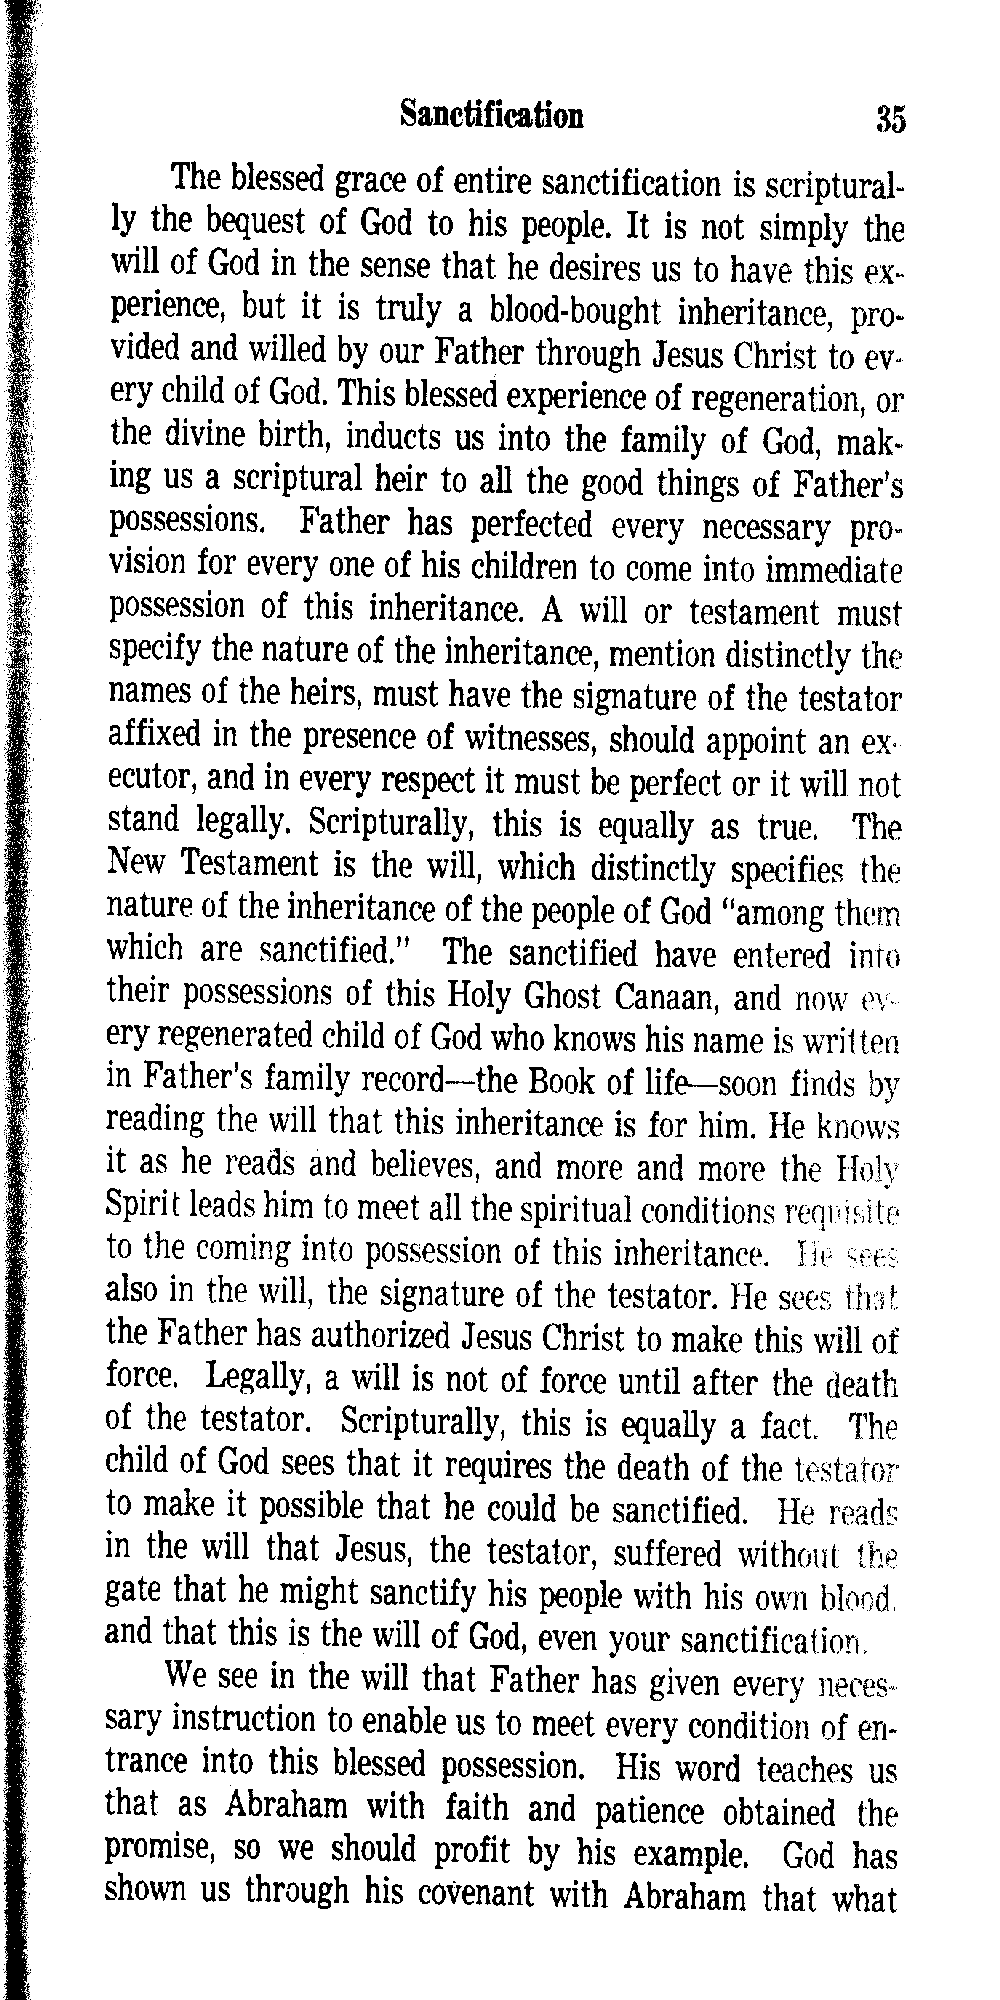 Sanctification 35
The blessed grace of entire sanctification is scriptural-
ly the bequest of God to his people. It is not simply the
will of God in the sense that he desires us to have this ex-
perience, but it is truly a blood-bought inheritance, pro-
vided and willed by our Father through Jesus Christ to ev-
ery child of God. This blessed experience of regeneration, or
the divine birth, inducts us into the family of God, mak-
ing us a scriptural heir to all the good things of Father's
possessions. Father has perfected every necessary pro-
vision for every one of his children to come into immediate
possession of this inheritance. A will or testament must
specify the nature of the inheritance, mention distinctly the
names of the heirs, must have the signature of the testator
affixed in the presence of witnesses, should appoint an ex-
ecutor, and in every respect it must be perfect or it will not
stand legally. Scripturally, this is equally as true. The
New Testament is the will, which distinctly specifies the
nature of the inheritance of the people of God "among them
which are sanctified." The sanctified have entered into
their possessions of this Holy Ghost Canaan, and now ev-
ery regenerated child of God who knows his name is written
in Father's family record—the Book of life—soon finds by
reading the will that this inheritance is for him. He knows
it as he reads and believes, and more and more the Holy
Spirit leads him to meet all the spiritual conditions requisite
to the coming into possession of this inheritance. He sees
also in the will, the signature of the testator. He sees that
the Father has authorized Jesus Christ to make this will of
force. Legally, a will is not of force until after the death
of the testator. Scripturally, this is equally a fact. The
child of God sees that it requires the death of the testator
to make it possible that he could be sanctified. He reads
in the will that Jesus, the testator, suffered without the
gate that he might sanctify his people with his own blood,
and that this is the will of God, even your sanctification.
We see in the will that Father has given every neces-
sary instruction to enable us to meet every condition of en-
trance into this blessed possession. His word teaches us
that as Abraham with faith and patience obtained the
promise, so we should profit by his example. God has
shown us through his covenant with Abraham that what